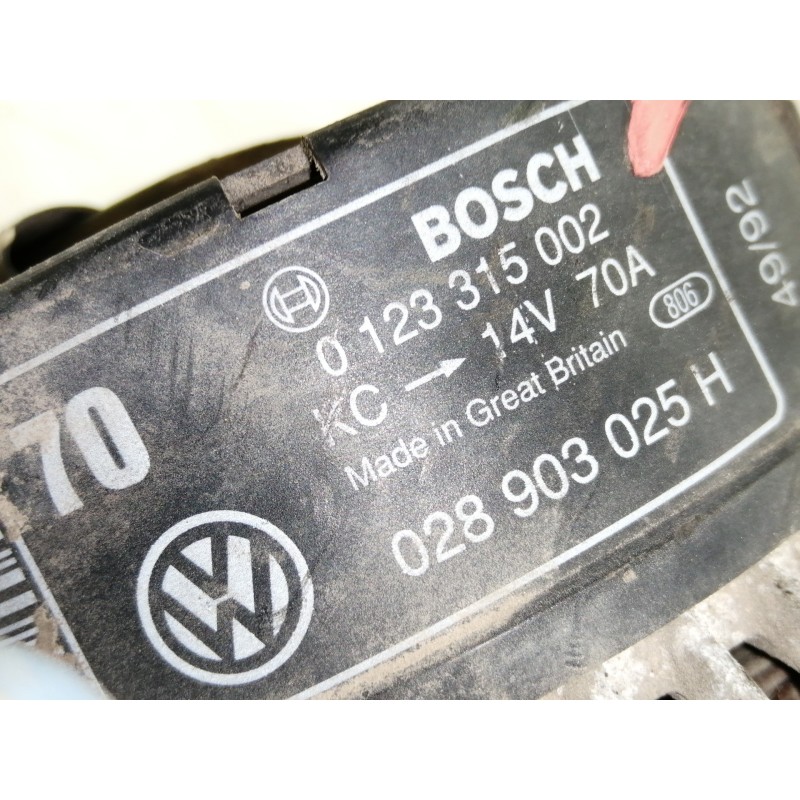 BOSCH
0 123 315 002
KC → 14V 70A
806
Made in Great Britain
028 903 025 H
49/92
70
VW